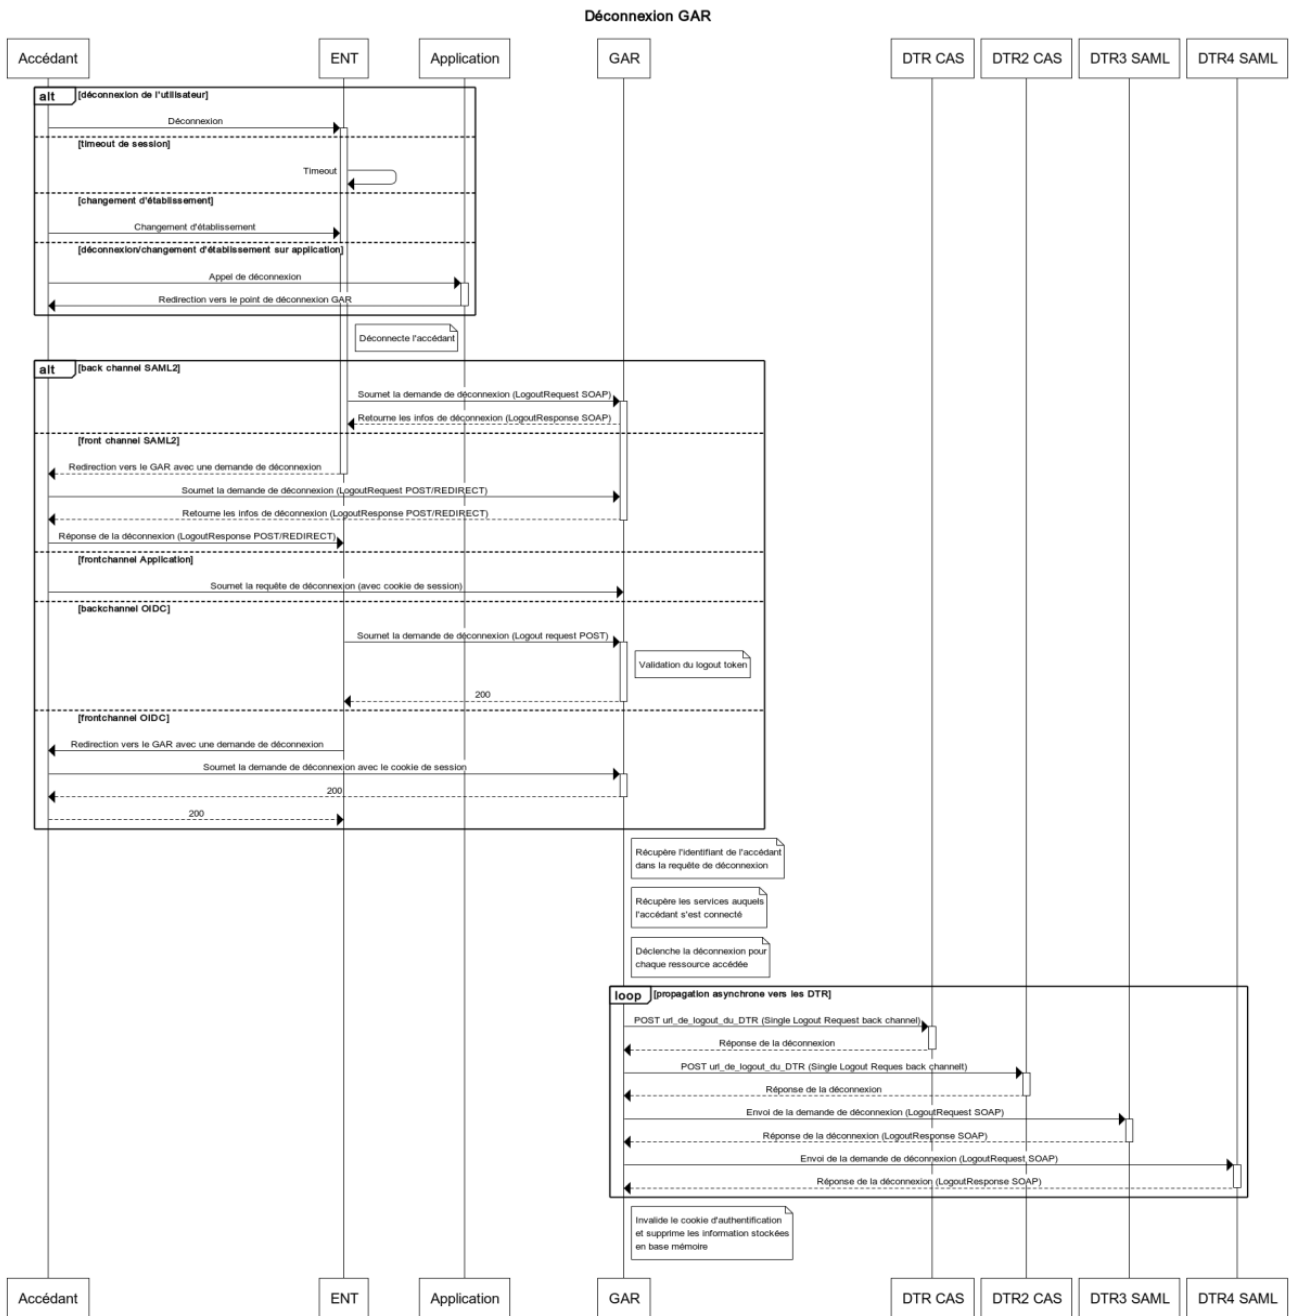 Déconnexion GAR
Accédant
ENT
Application
GAR
DTR CAS
DTR2 CAS
DTR3 SAML
DTR4 SAML
alt
[déconnexion de l'utilisateur]
Déconnexion
[timeout de session]
Timeout
[changement d'établissement]
Changement d'établissement
[déconnexion/changement d'établissement sur application]
Appel de déconnexion
Redirection vers le point de déconnexion GAR
Déconnecte l'accédant
alt
[back channel SAML2]
Soumet la demande de déconnexion (LogoutRequest SOAP)
Retourne les infos de déconnexion (LogoutResponse SOAP)
[front channel SAML2]
Redirection vers le GAR avec une demande de déconnexion
Soumet la demande de déconnexion (LogoutRequest POST/REDIRECT)
Retourne les infos de déconnexion (LogoutResponse POST/REDIRECT)
Réponse de la déconnexion (LogoutResponse POST/REDIRECT)
[frontchannel Application]
Soumet la requête de déconnexion (avec cookie de session)
[backchannel OIDC]
Soumet la demande de déconnexion (Logout request POST)
Validation du logout token
200
[frontchannel OIDC]
Redirection vers le GAR avec une demande de déconnexion
Soumet la demande de déconnexion avec le cookie de session
200
200
Récupère l'identifiant de l'accédant
dans la requête de déconnexion
Récupère les services auquels
l'accédant s'est connecté
Déclenche la déconnexion pour
chaque ressource accédée
loop
[propagation asynchrone vers les DTR]
POST url_de_logout_du_DTR (Single Logout Request back channel)
Réponse de la déconnexion
POST url_de_logout_du_DTR (Single Logout Reques back channelt)
Réponse de la déconnexion
Envoi de la demande de déconnexion (LogoutRequest SOAP)
Réponse de la déconnexion (LogoutResponse SOAP)
Envoi de la demande de déconnexion (LogoutRequest SOAP)
Réponse de la déconnexion (LogoutResponse SOAP)
Invalide le cookie d'authentification
et supprime les information stockées
en base mémoire
Accédant
ENT
Application
GAR
DTR CAS
DTR2 CAS
DTR3 SAML
DTR4 SAML